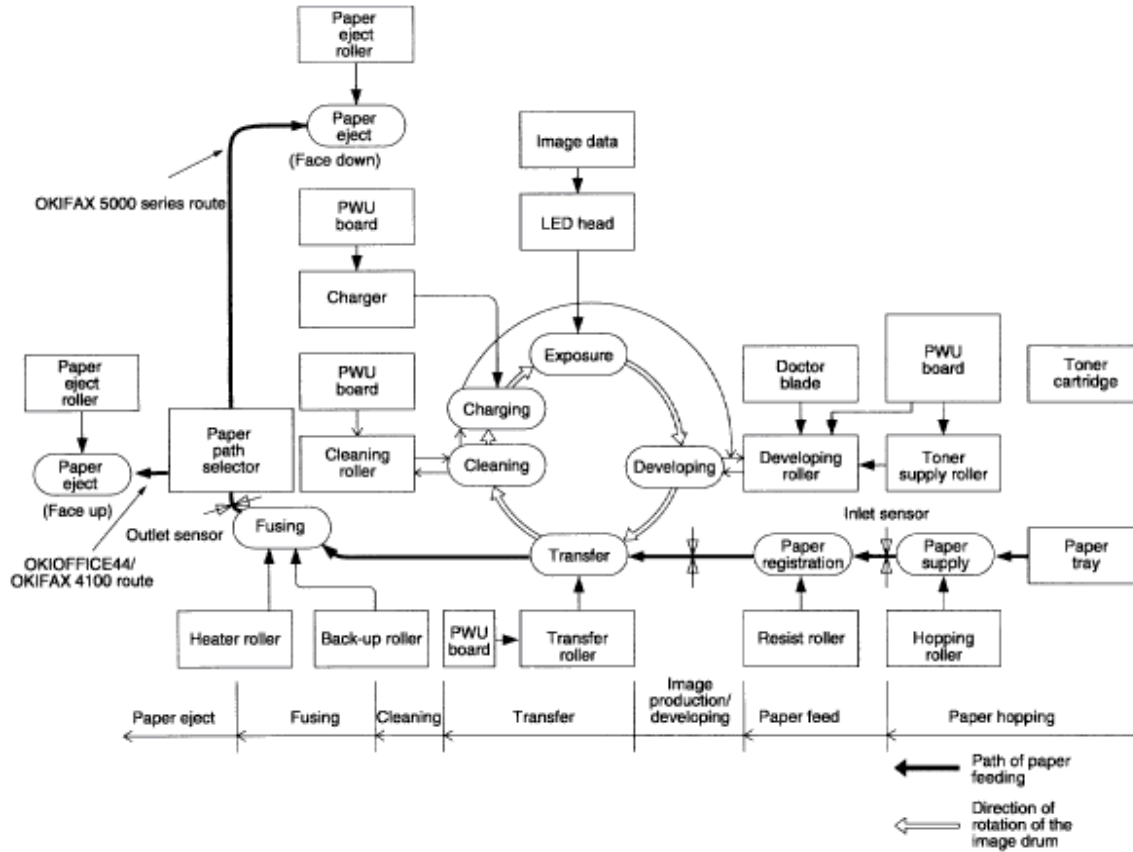 Paper
eject
roller
Paper
eject
(Face down)
OKIFAX 5000 series route
Image data
LED head
PWU
board
Charger
PWU
board
Cleaning
roller
Exposure
Charging
Cleaning
Developing
Transfer
Doctor
blade
PWU
board
Toner
cartridge
Developing
roller
Toner
supply roller
Paper
eject
roller
Paper
eject
(Face up)
Paper
path
selector
Outlet sensor
OKIOFFICE44/
OKIFAX 4100 route
Fusing
Inlet sensor
Paper
registration
Paper
supply
Paper
tray
Heater roller
Back-up roller
PWU
board
Transfer
roller
Resist roller
Hopping
roller
Paper eject
Fusing
Cleaning
Transfer
Image
production/
developing
Paper feed
Paper hopping
Path of paper
feeding
Direction of
rotation of the
image drum